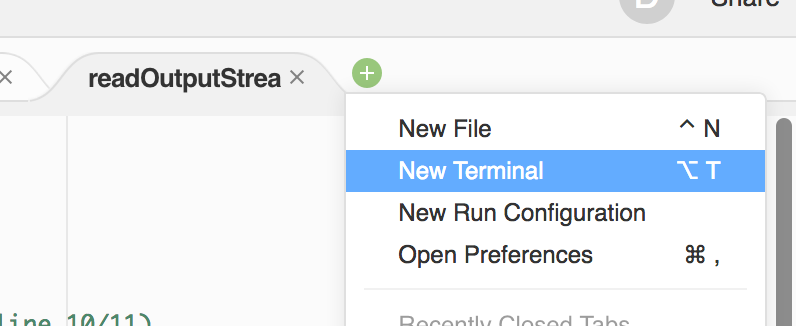 D Share
× readOutputStrea × +
New File ^ N
New Terminal ⌥ T
New Run Configuration
Open Preferences ⌘ ,
line 10/11)
Recently Closed Tabs